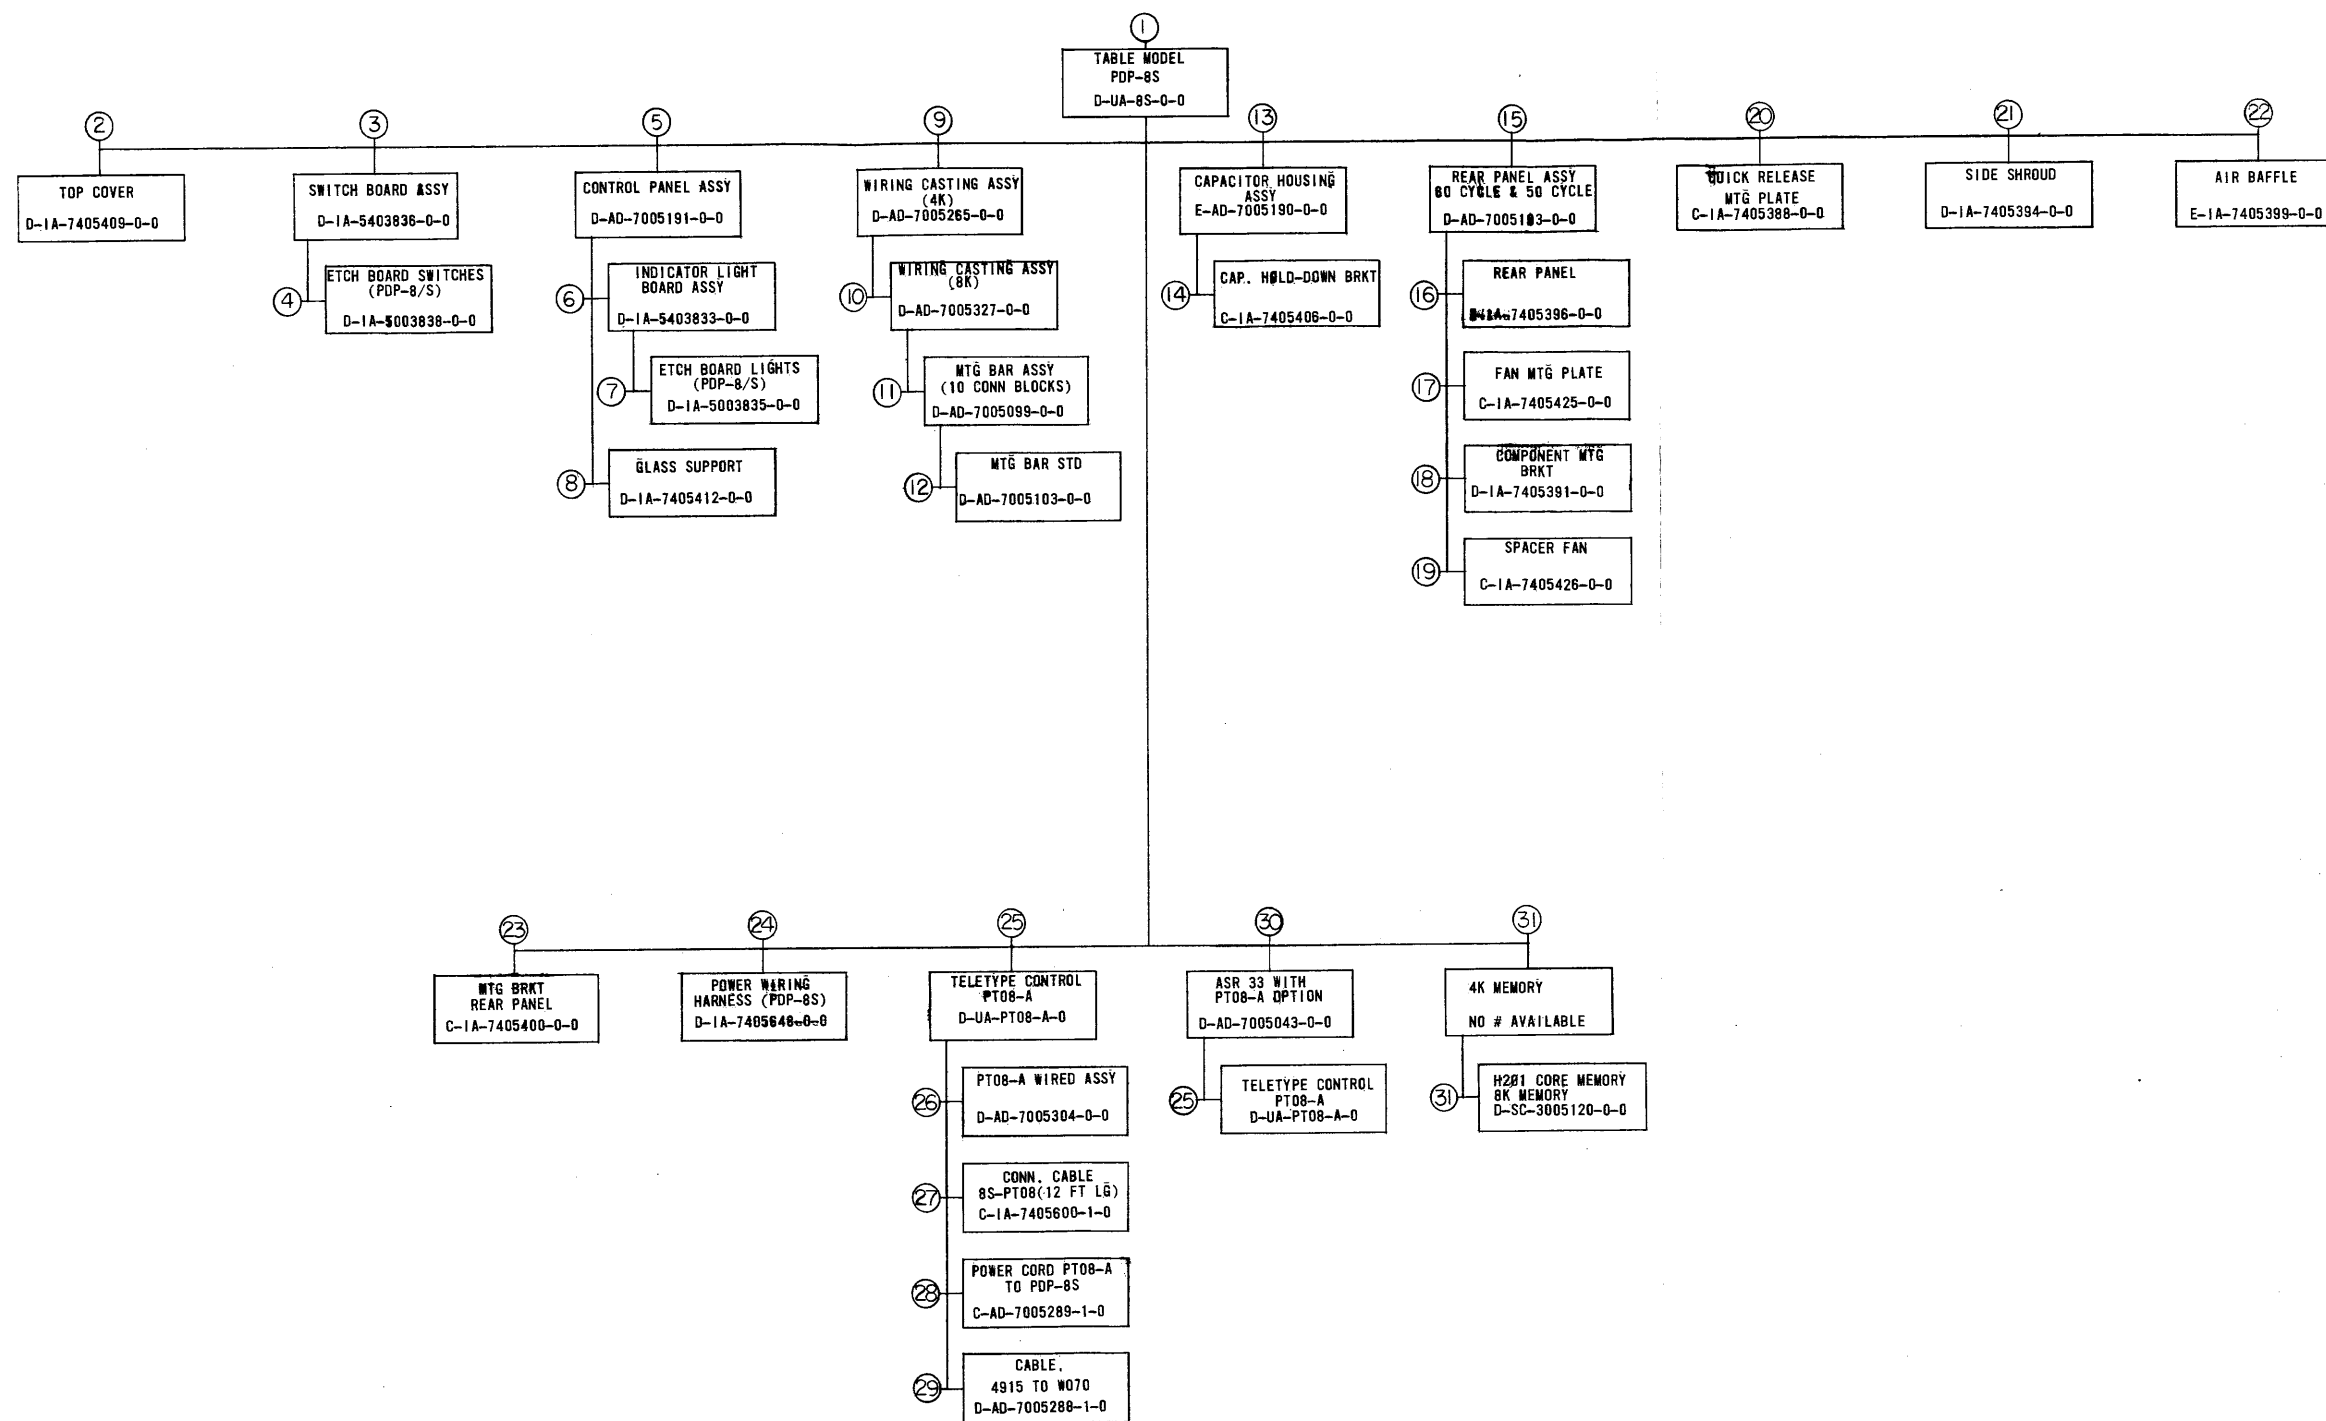 1
TABLE MODEL
PDP-8S
D-UA-8S-0-0
2
TOP COVER
D-IA-7405409-0-0
3
SWITCH BOARD ASSY
D-IA-5403836-0-0
4
ETCH BOARD SWITCHES
(PDP-8/S)
D-IA-5003838-0-0
5
CONTROL PANEL ASSY
D-AD-7005191-0-0
6
INDICATOR LIGHT
BOARD ASSY
D-IA-5403833-0-0
7
ETCH BOARD LIGHTS
(PDP-8/S)
D-IA-5003835-0-0
8
GLASS SUPPORT
D-IA-7405412-0-0
9
WIRING CASTING ASSY
(4K)
D-AD-7005265-0-0
10
WIRING CASTING ASSY
(8K)
D-AD-7005327-0-0
11
MTG BAR ASSY
(10 CONN BLOCKS)
D-AD-7005099-0-0
12
MTG BAR STD
D-AD-7005103-0-0
13
CAPACITOR HOUSING
ASSY
E-AD-7005190-0-0
14
CAP. HOLD-DOWN BRKT
C-IA-7405406-0-0
15
REAR PANEL ASSY
60 CYCLE & 50 CYCLE
16
REAR PANEL
17
FAN MTG PLATE
C-IA-7405425-0-0
18
COMPONENT MTG
BRKT
D-IA-7405391-0-0
19
SPACER FAN
C-IA-7405426-0-0
20
QUICK RELEASE
MTG PLATE
C-IA-7405388-0-0
21
SIDE SHROUD
D-IA-7405394-0-0
22
AIR BAFFLE
E-IA-7405399-0-0
23
MTG BRKT
REAR PANEL
C-IA-7405400-0-0
24
POWER WIRING
HARNESS (PDP-8S)
25
TELETYPE CONTROL
PT08-A
D-UA-PT08-A-0
26
PT08-A WIRED ASSY
D-AD-7005304-0-0
27
CONN. CABLE
8S-PT08(12 FT LG)
C-IA-7405600-1-0
28
POWER CORD PT08-A
TO PDP-8S
C-AD-7005289-1-0
29
CABLE,
4915 TO W070
D-AD-7005288-1-0
30
ASR 33 WITH
PT08-A OPTION
D-AD-7005043-0-0
25
TELETYPE CONTROL
PT08-A
D-UA-PT08-A-0
31
4K MEMORY
NO # AVAILABLE
31
H201 CORE MEMORY
8K MEMORY
D-SC-3005120-0-0